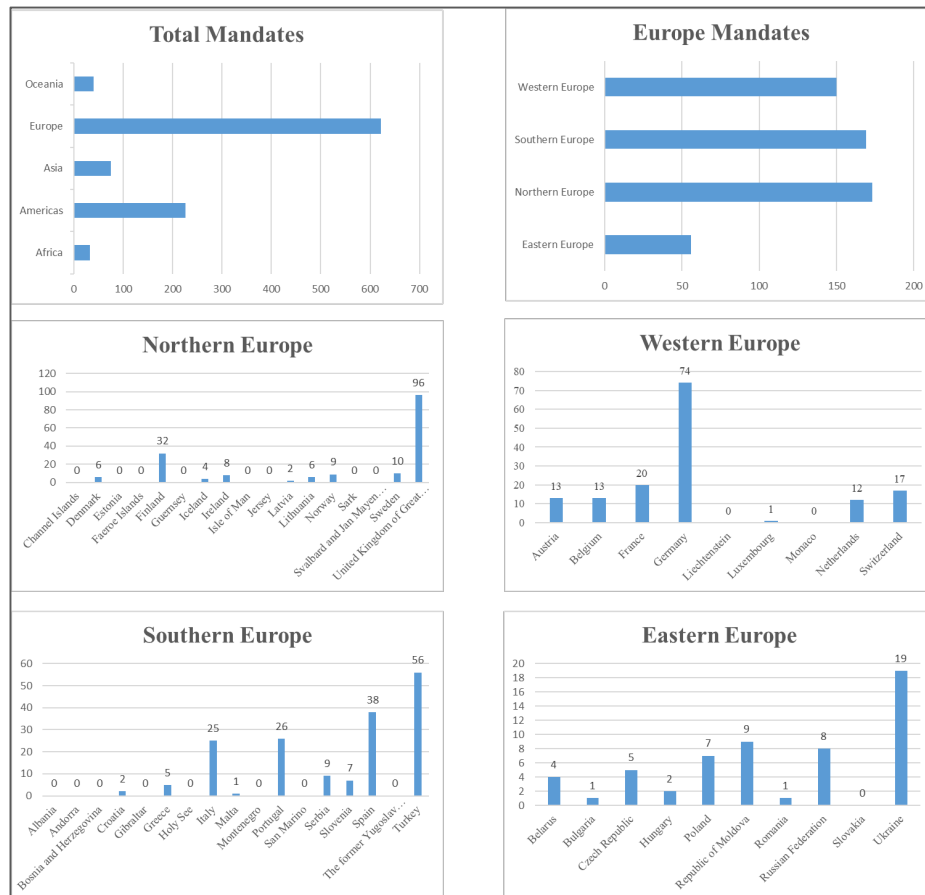 Total Mandates
Oceania
Europe
Asia
Americas
Africa
0 100 200 300 400 500 600 700
Europe Mandates
Western Europe
Southern Europe
Northern Europe
Eastern Europe
0 50 100 150 200
Northern Europe
120
100
80
60
40
20
0
0 6 0 0 32 0 4 8 0 0 2 6 9 0 0 10 96
Channel Islands
Denmark
Estonia
Faeroe Islands
Finland
Guernsey
Iceland
Ireland
Isle of Man
Jersey
Latvia
Lithuania
Norway
Sark
Svalbard and Jan Mayen…
Sweden
United Kingdom of Great…
Western Europe
80
70
60
50
40
30
20
10
0
13 13 20 74 0 1 0 12 17
Austria
Belgium
France
Germany
Liechtenstein
Luxembourg
Monaco
Netherlands
Switzerland
Southern Europe
60
50
40
30
20
10
0
0 0 0 2 0 5 0 25 1 0 26 0 9 7 38 0 56
Albania
Andorra
Bosnia and Herzegovina
Croatia
Gibraltar
Greece
Holy See
Italy
Malta
Montenegro
Portugal
San Marino
Serbia
Slovenia
Spain
The former Yugoslav…
Turkey
Eastern Europe
20
18
16
14
12
10
8
6
4
2
0
4 1 5 2 7 9 1 8 0 19
Belarus
Bulgaria
Czech Republic
Hungary
Poland
Republic of Moldova
Romania
Russian Federation
Slovakia
Ukraine